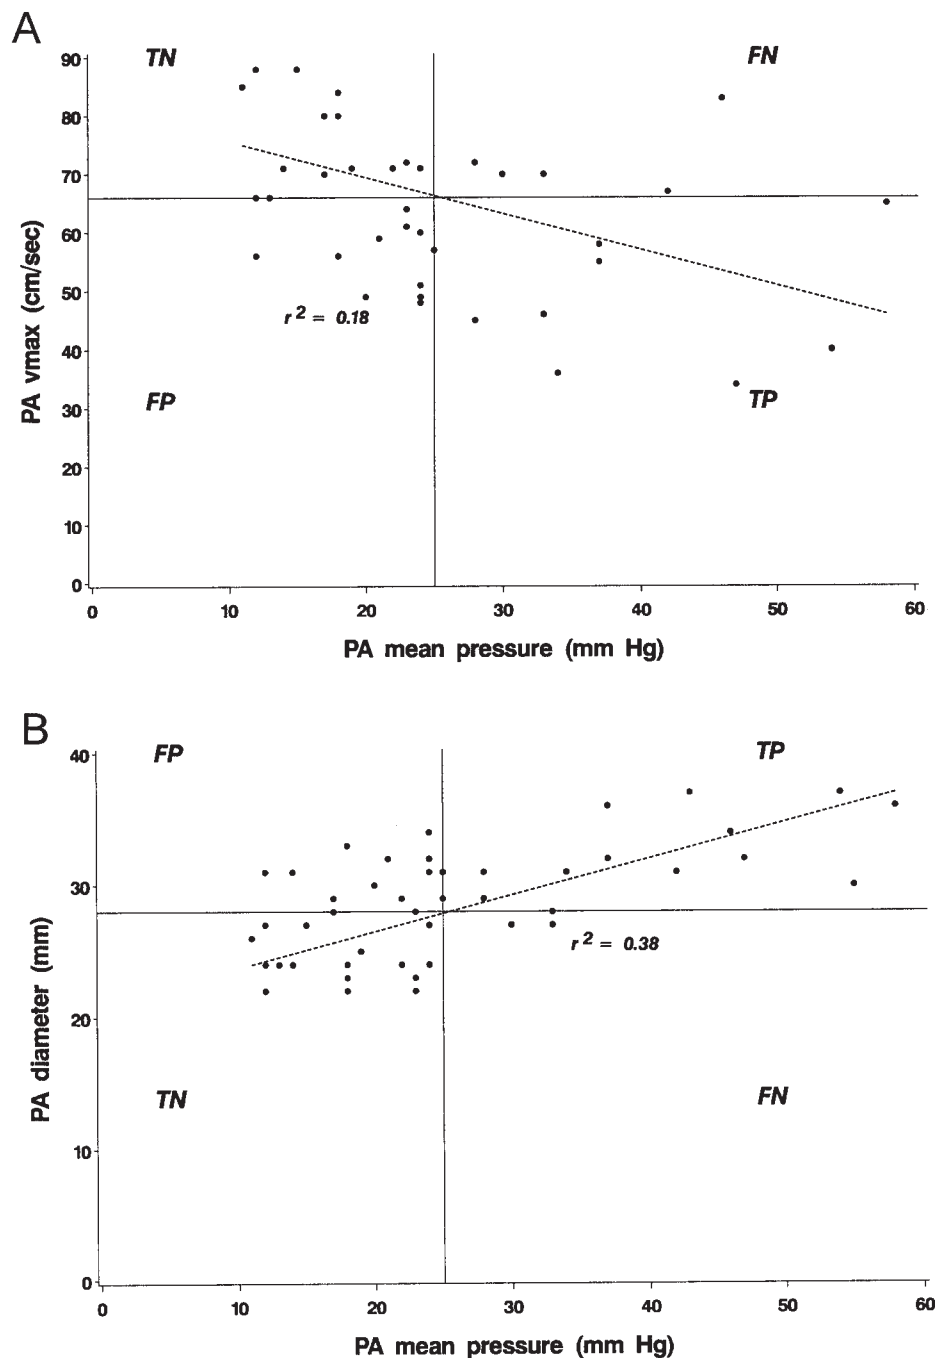 A
TN
FN
90
80
70
60
50
40
30
20
10
0
PA vmax (cm/sec)
r² = 0.18
FP
TP
0 10 20 30 40 50 60
PA mean pressure (mm Hg)
B
FP
TP
40
30
20
10
0
PA diameter (mm)
r² = 0.38
TN
FN
0 10 20 30 40 50 60
PA mean pressure (mm Hg)